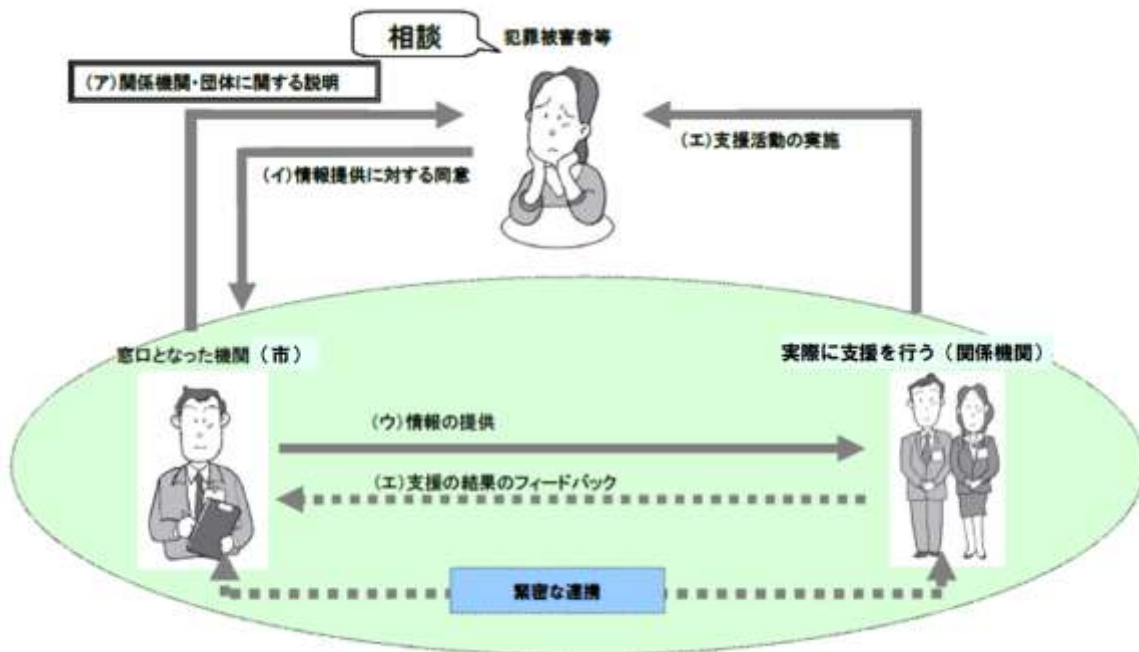 相談
犯罪被害者等
(ア)関係機関・団体に関する説明
(エ)支援活動の実施
(イ)情報提供に対する同意
窓口となった機関(市)
実際に支援を行う(関係機関)
(ウ)情報の提供
(エ)支援の結果のフィードバック
緊密な連携